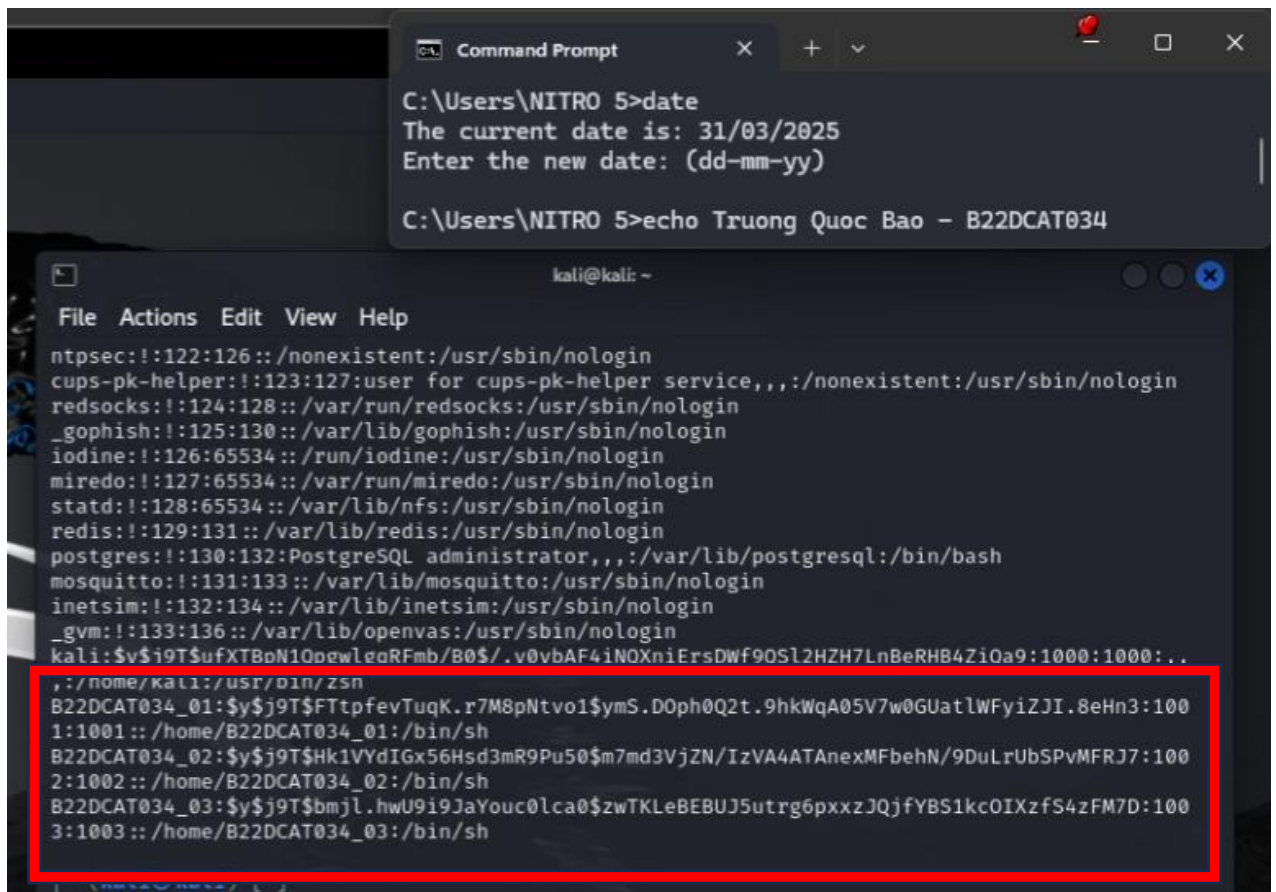 Command Prompt
C:\Users\NITRO 5>date
The current date is: 31/03/2025
Enter the new date: (dd-mm-yy)
C:\Users\NITRO 5>echo Truong Quoc Bao - B22DCAT034
kali@kali: ~
File Actions Edit View Help
ntpsec:!:122:126::/nonexistent:/usr/sbin/nologin
cups-pk-helper:!:123:127:user for cups-pk-helper service,,,:/nonexistent:/usr/sbin/nologin
redsocks:!:124:128::/var/run/redsocks:/usr/sbin/nologin
_gophish:!:125:130::/var/lib/gophish:/usr/sbin/nologin
iodine:!:126:65534::/run/iodine:/usr/sbin/nologin
miredo:!:127:65534::/var/run/miredo:/usr/sbin/nologin
statd:!:128:65534::/var/lib/nfs:/usr/sbin/nologin
redis:!:129:131::/var/lib/redis:/usr/sbin/nologin
postgres:!:130:132:PostgreSQL administrator,,,:/var/lib/postgresql:/bin/bash
mosquitto:!:131:133::/var/lib/mosquitto:/usr/sbin/nologin
inetsim:!:132:134::/var/lib/inetsim:/usr/sbin/nologin
_gvm:!:133:136::/var/lib/openvas:/usr/sbin/nologin
kali:$y$j9T$ufXTBpN1OpgwlegRFmb/B0$/.v0vbAF4iNOXniErsDWf9OSl2HZH7LnBeRHB4ZiOa9:1000:1000:,,
,:/home/kali:/usr/bin/zsh
B22DCAT034_01:$y$j9T$FTtpfevTuqK.r7M8pNtvo1$ymS.DOph0Q2t.9hkWqA05V7w0GUatlWFyiZJI.8eHn3:100
1:1001::/home/B22DCAT034_01:/bin/sh
B22DCAT034_02:$y$j9T$Hk1VYdIGx56Hsd3mR9Pu50$m7md3VjZN/IzVA4ATAnexMFbehN/9DuLrUbSPvMFRJ7:100
2:1002::/home/B22DCAT034_02:/bin/sh
B22DCAT034_03:$y$j9T$bmjl.hwU9i9JaYouc0lca0$zwTKLeBEBUJ5utrg6pxxzJQjfYBS1kcOIXzfS4zFM7D:100
3:1003::/home/B22DCAT034_03:/bin/sh